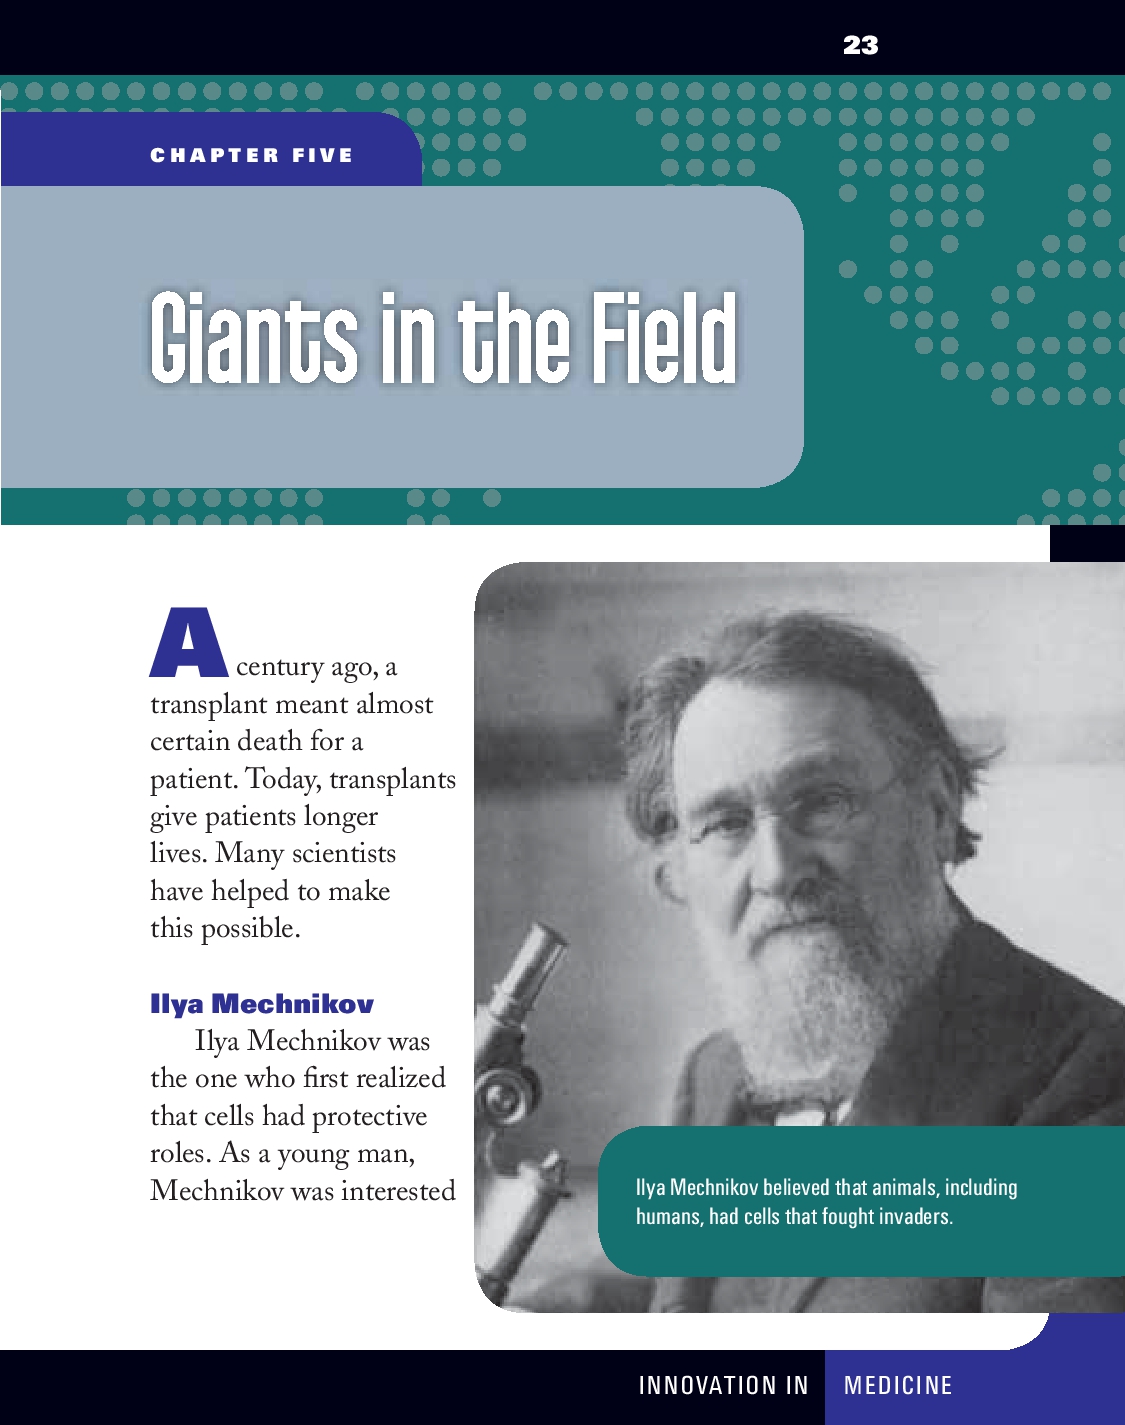 23
CHAPTER FIVE
Giants in the Field
A century ago, a
transplant meant almost
certain death for a
patient. Today, transplants
give patients longer
lives. Many scientists
have helped to make
this possible.
Ilya Mechnikov
Ilya Mechnikov was
the one who first realized
that cells had protective
roles. As a young man,
Mechnikov was interested
Ilya Mechnikov believed that animals, including
humans, had cells that fought invaders.
INNOVATION IN MEDICINE